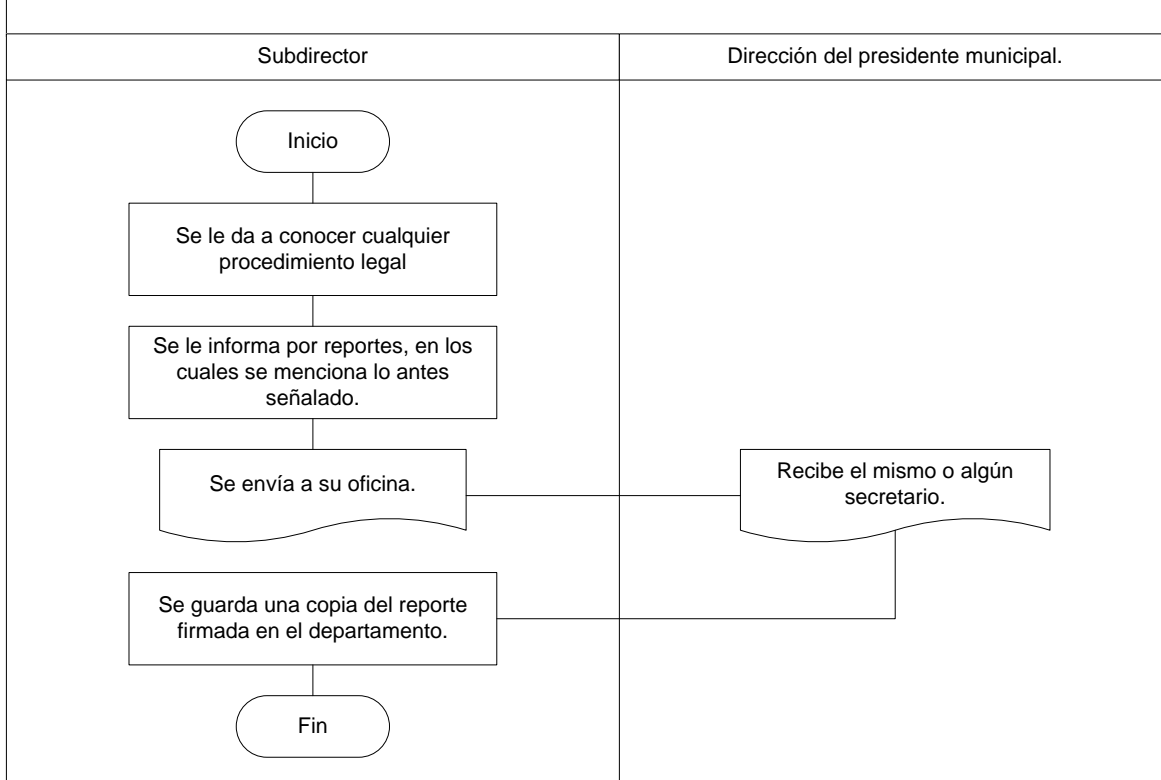 Subdirector
Dirección del presidente municipal.
Inicio
Se le da a conocer cualquier
procedimiento legal
Se le informa por reportes, en los
cuales se menciona lo antes
señalado.
Se envía a su oficina.
Recibe el mismo o algún
secretario.
Se guarda una copia del reporte
firmada en el departamento.
Fin